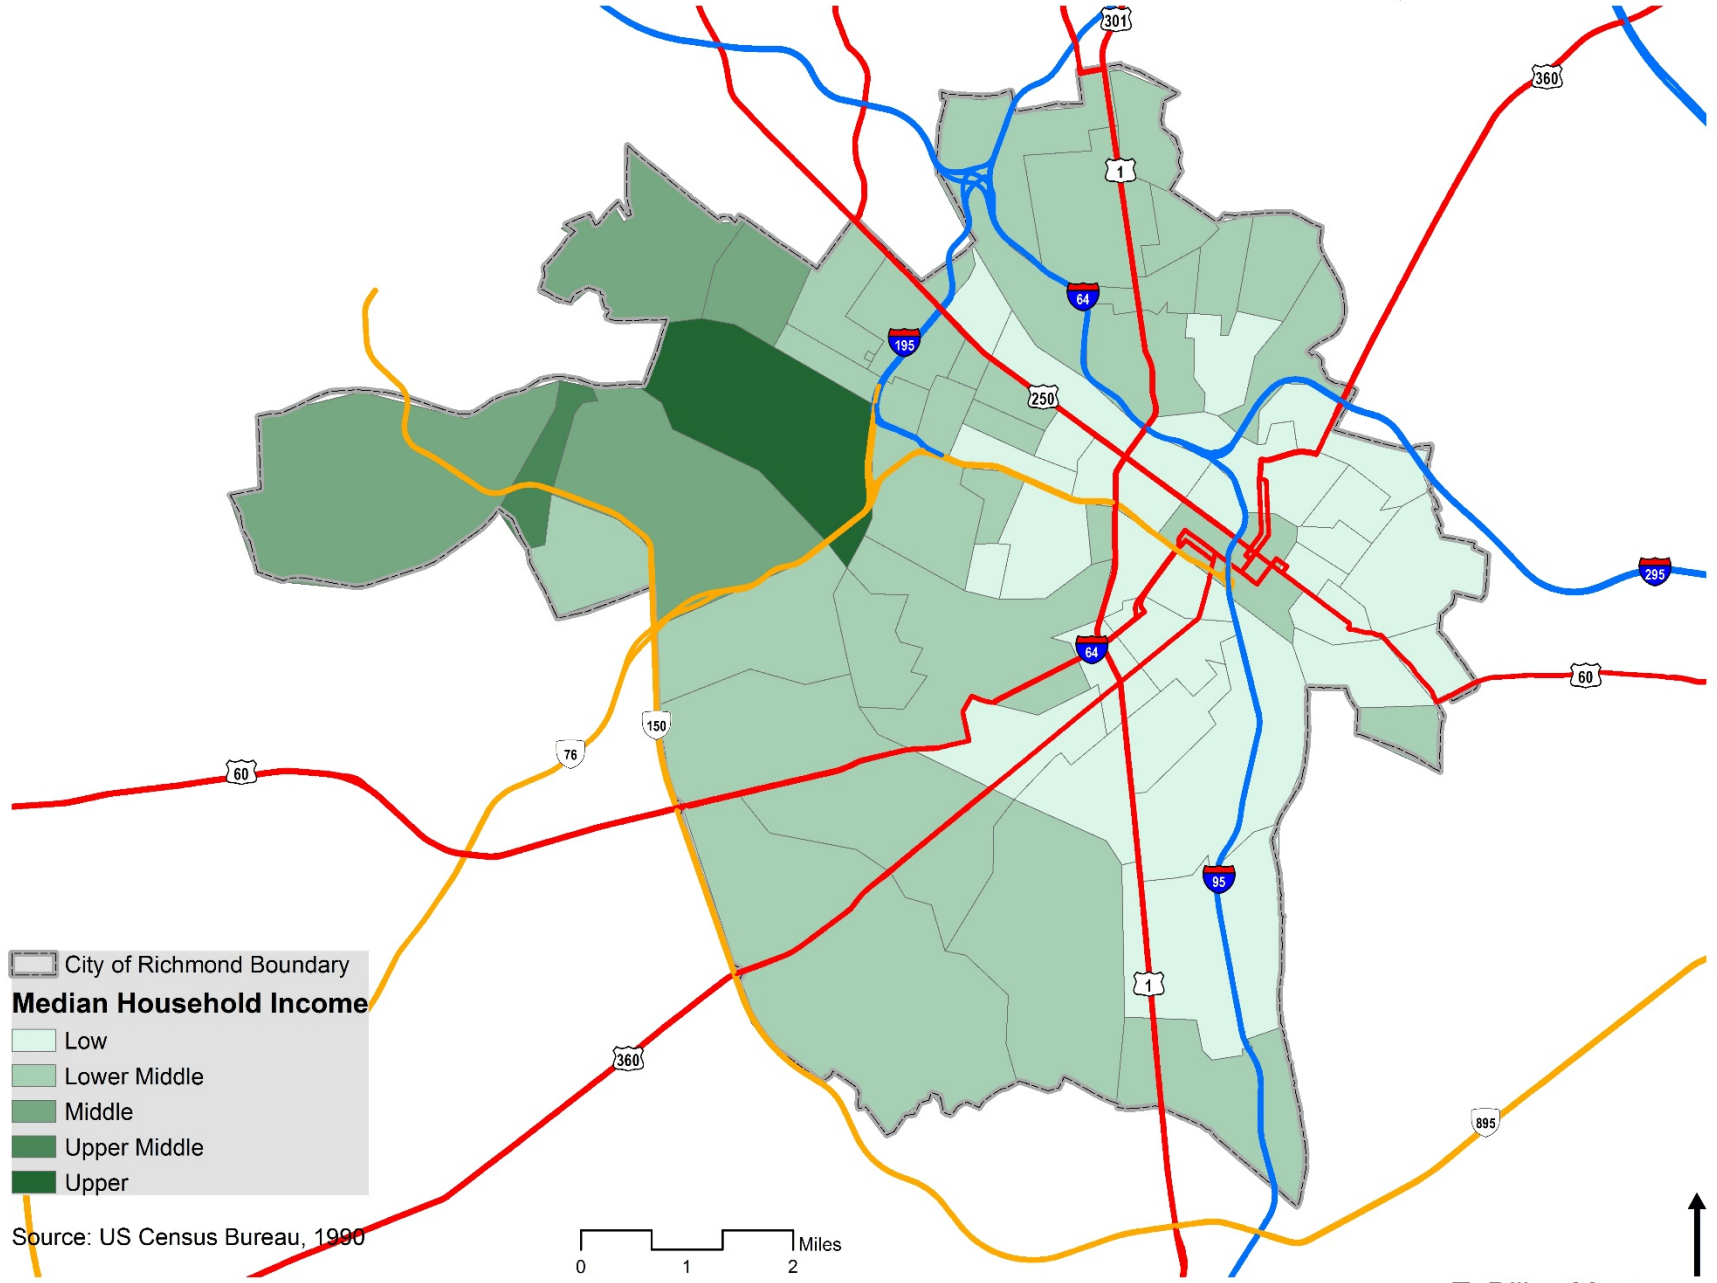 301
360
1
64
195
250
295
64
60
150
76
60
95
1
360
895
City of Richmond Boundary
Median Household Income
Low
Lower Middle
Middle
Upper Middle
Upper
Source: US Census Bureau, 1990
Miles
0 1 2